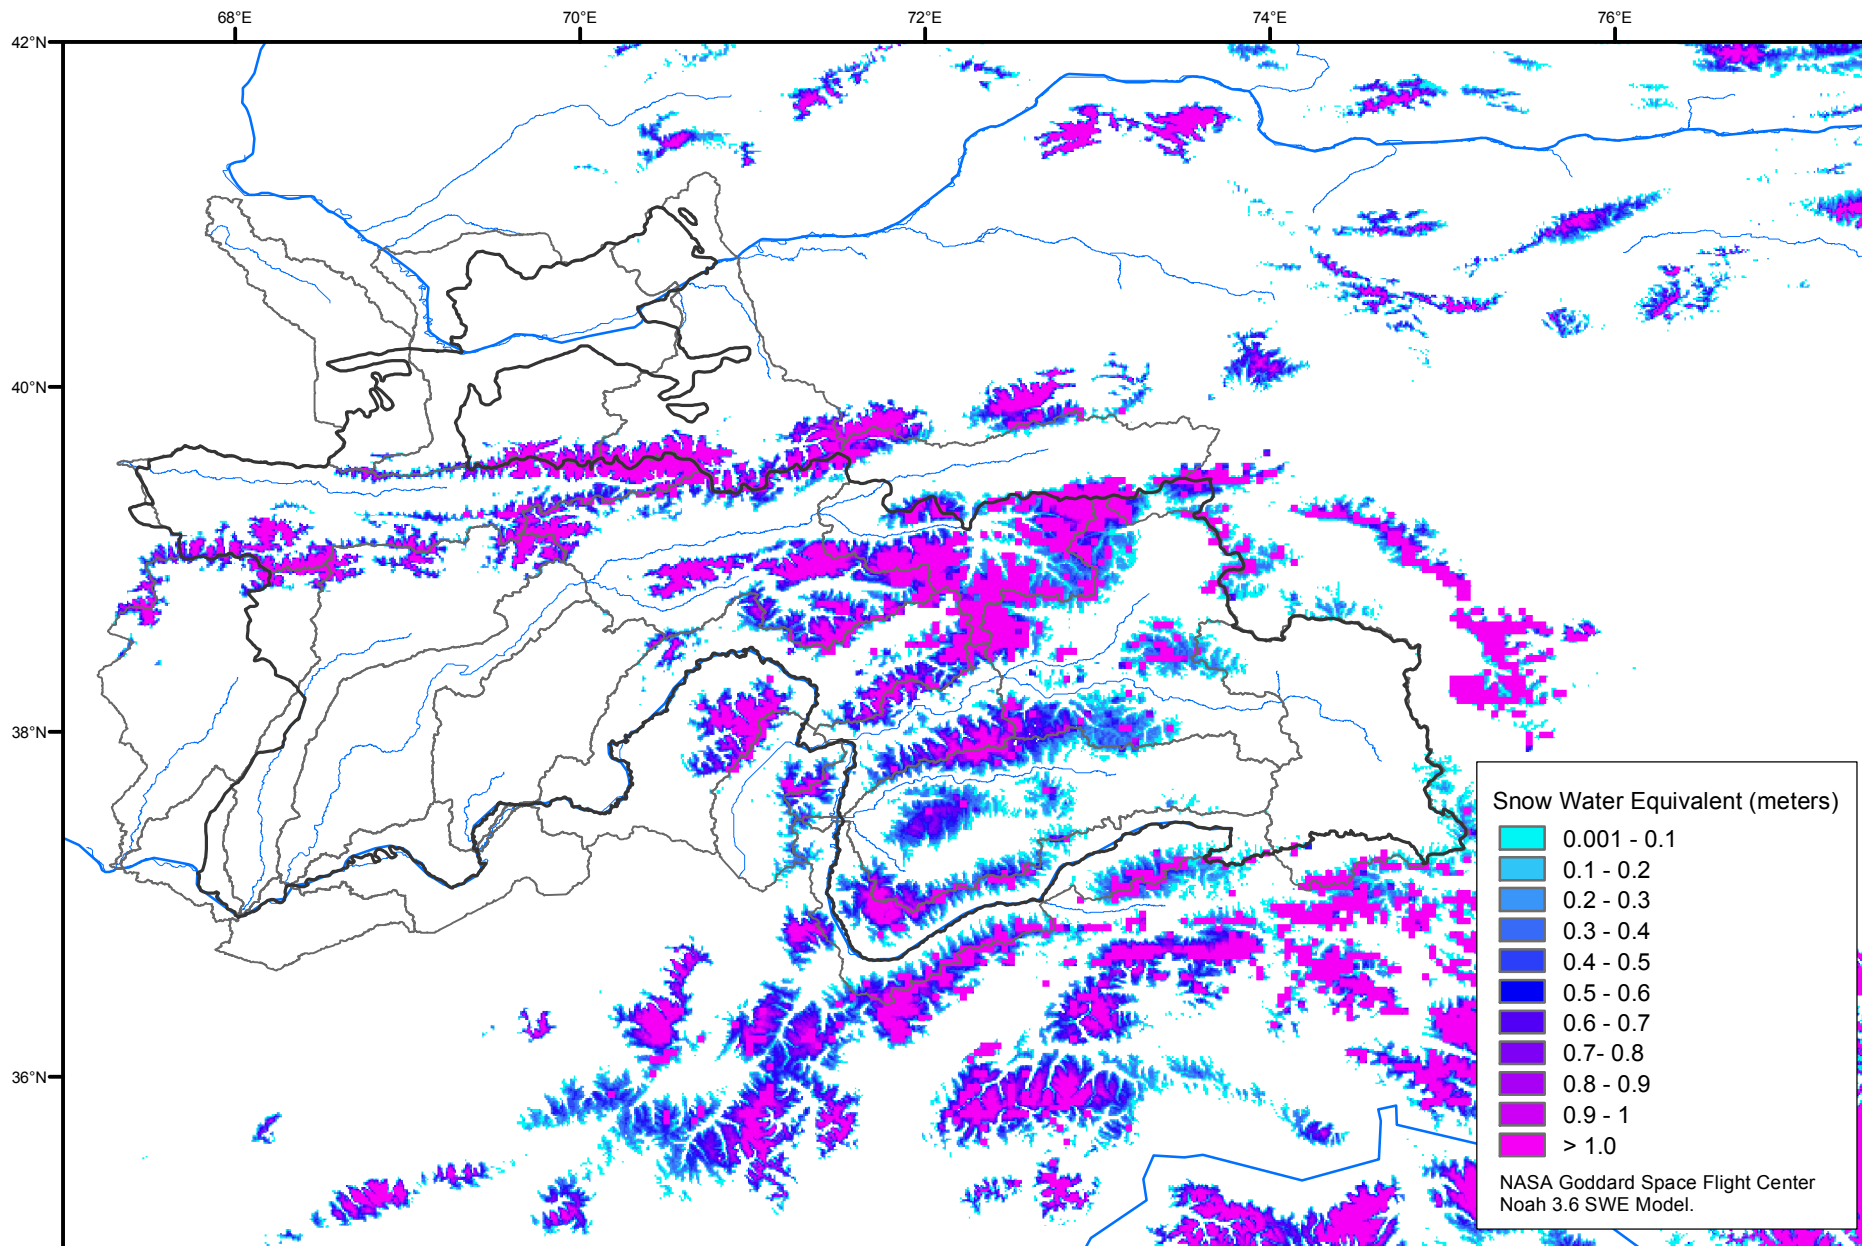 68°E
70°E
72°E
74°E
76°E
42°N
40°N
38°N
36°N
Snow Water Equivalent (meters)
0.001 - 0.1
0.1 - 0.2
0.2 - 0.3
0.3 - 0.4
0.4 - 0.5
0.5 - 0.6
0.6 - 0.7
0.7- 0.8
0.8 - 0.9
0.9 - 1
> 1.0
NASA Goddard Space Flight Center
Noah 3.6 SWE Model.